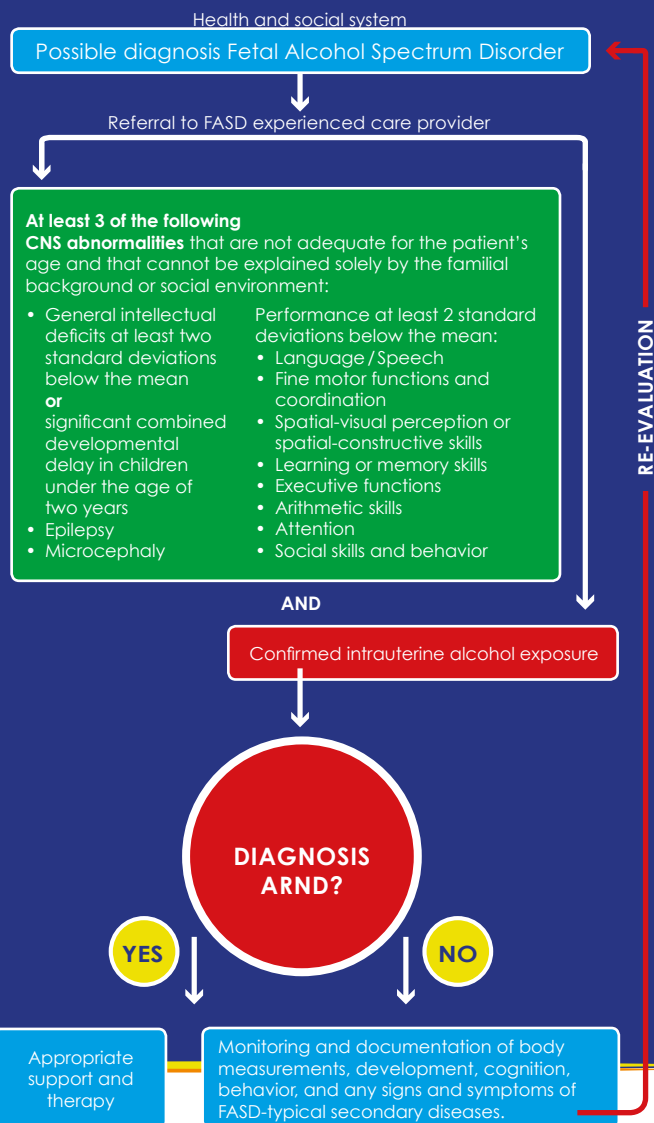 Health and social system
Possible diagnosis Fetal Alcohol Spectrum Disorder
Referral to FASD experienced care provider
At least 3 of the following
CNS abnormalities that are not adequate for the patient's
age and that cannot be explained solely by the familial
background or social environment:
• General intellectual
deficits at least two
standard deviations
below the mean
or
significant combined
developmental
delay in children
under the age of
two years
• Epilepsy
• Microcephaly
Performance at least 2 standard
deviations below the mean:
• Language / Speech
• Fine motor functions and
coordination
• Spatial-visual perception or
spatial-constructive skills
• Learning or memory skills
• Executive functions
• Arithmetic skills
• Attention
• Social skills and behavior
RE-EVALUATION
AND
Confirmed intrauterine alcohol exposure
DIAGNOSIS
ARND?
YES
NO
Appropriate
support and
therapy
Monitoring and documentation of body
measurements, development, cognition,
behavior, and any signs and symptoms of
FASD-typical secondary diseases.